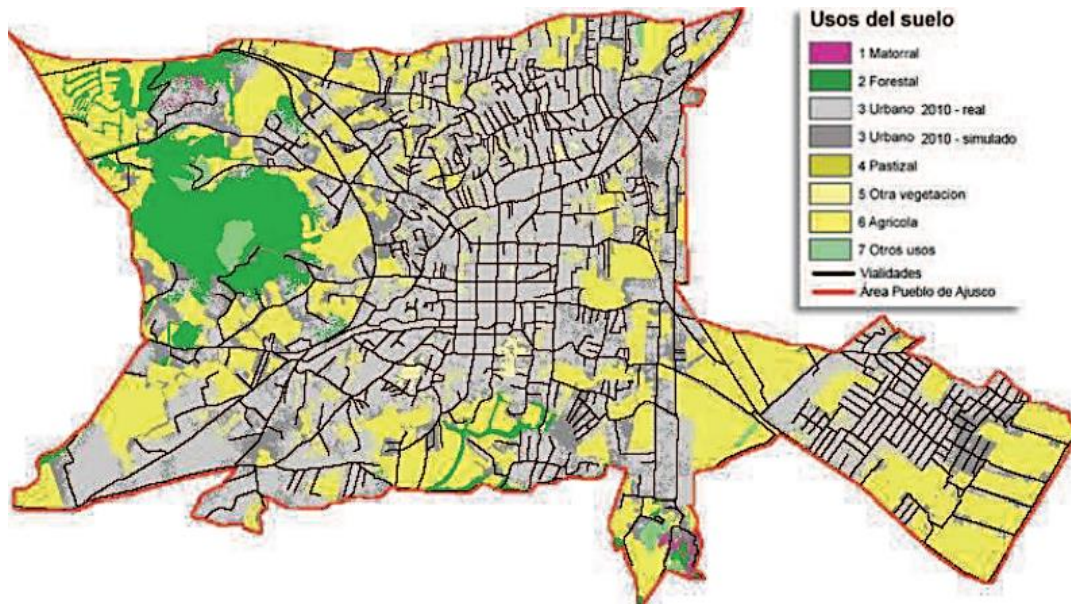 Usos del suelo
1 Matorral
2 Forestal
3 Urbano 2010 - real
3 Urbano 2010 - simulado
4 Pastizal
5 Otra vegetacion
6 Agricola
7 Otros usos
Vialidades
Área Pueblo de Ajusco